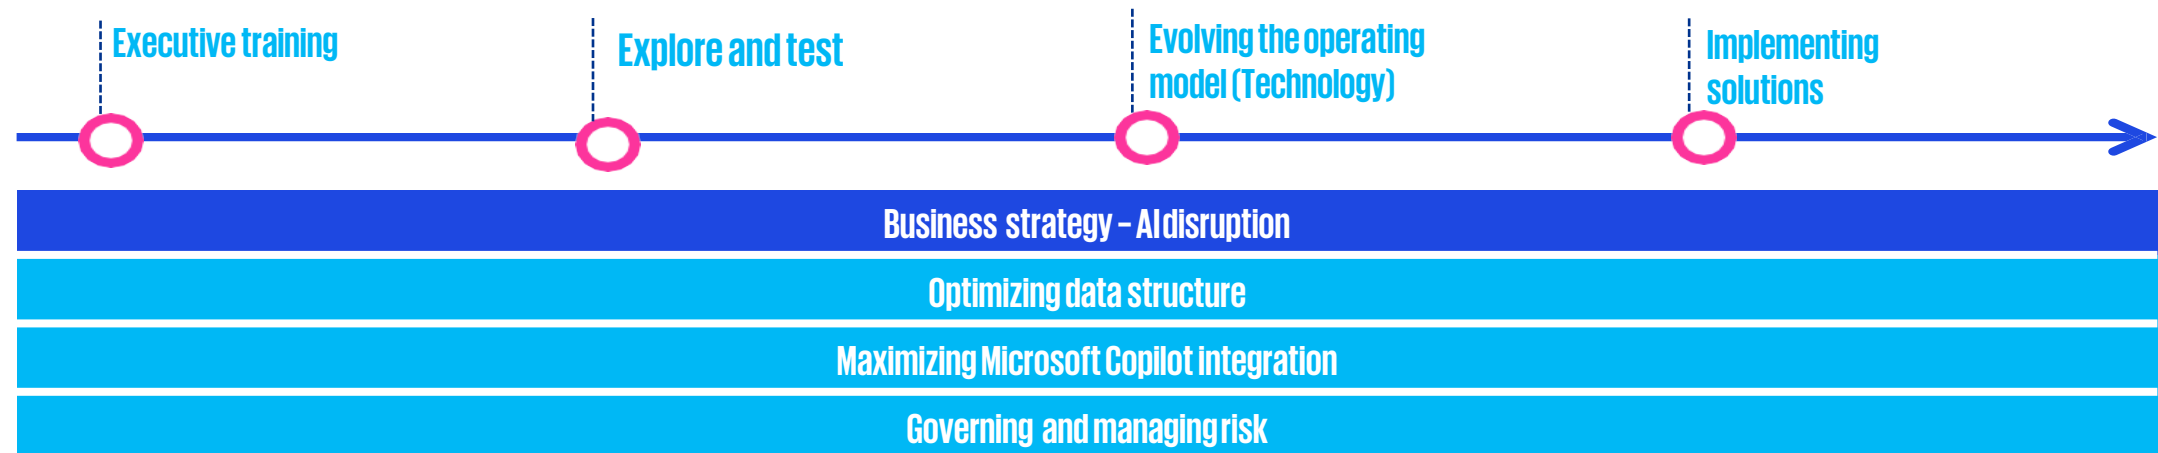 Executive training
Explore and test
Evolving the operating
model (Technology)
Implementing
solutions
Business strategy – AI disruption
Optimizing data structure
Maximizing Microsoft Copilot integration
Governing and managing risk